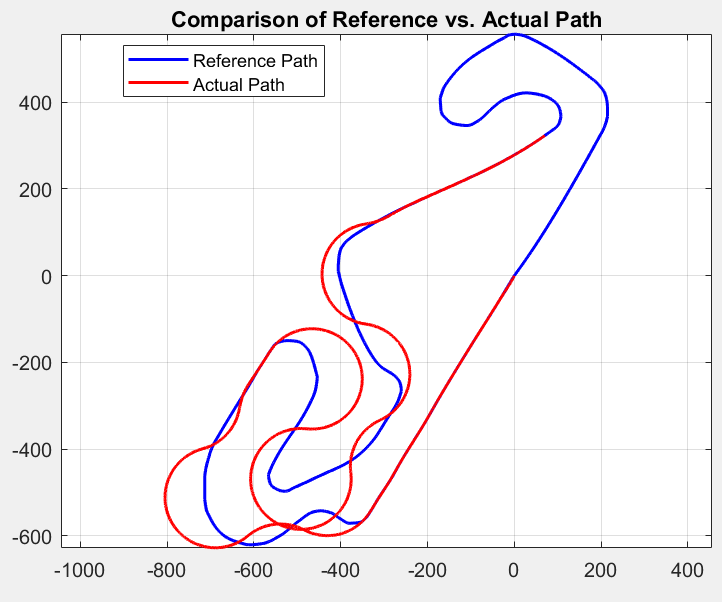 Comparison of Reference vs. Actual Path
Reference Path
Actual Path
400
200
0
-200
-400
-600
-1000 -800 -600 -400 -200 0 200 400